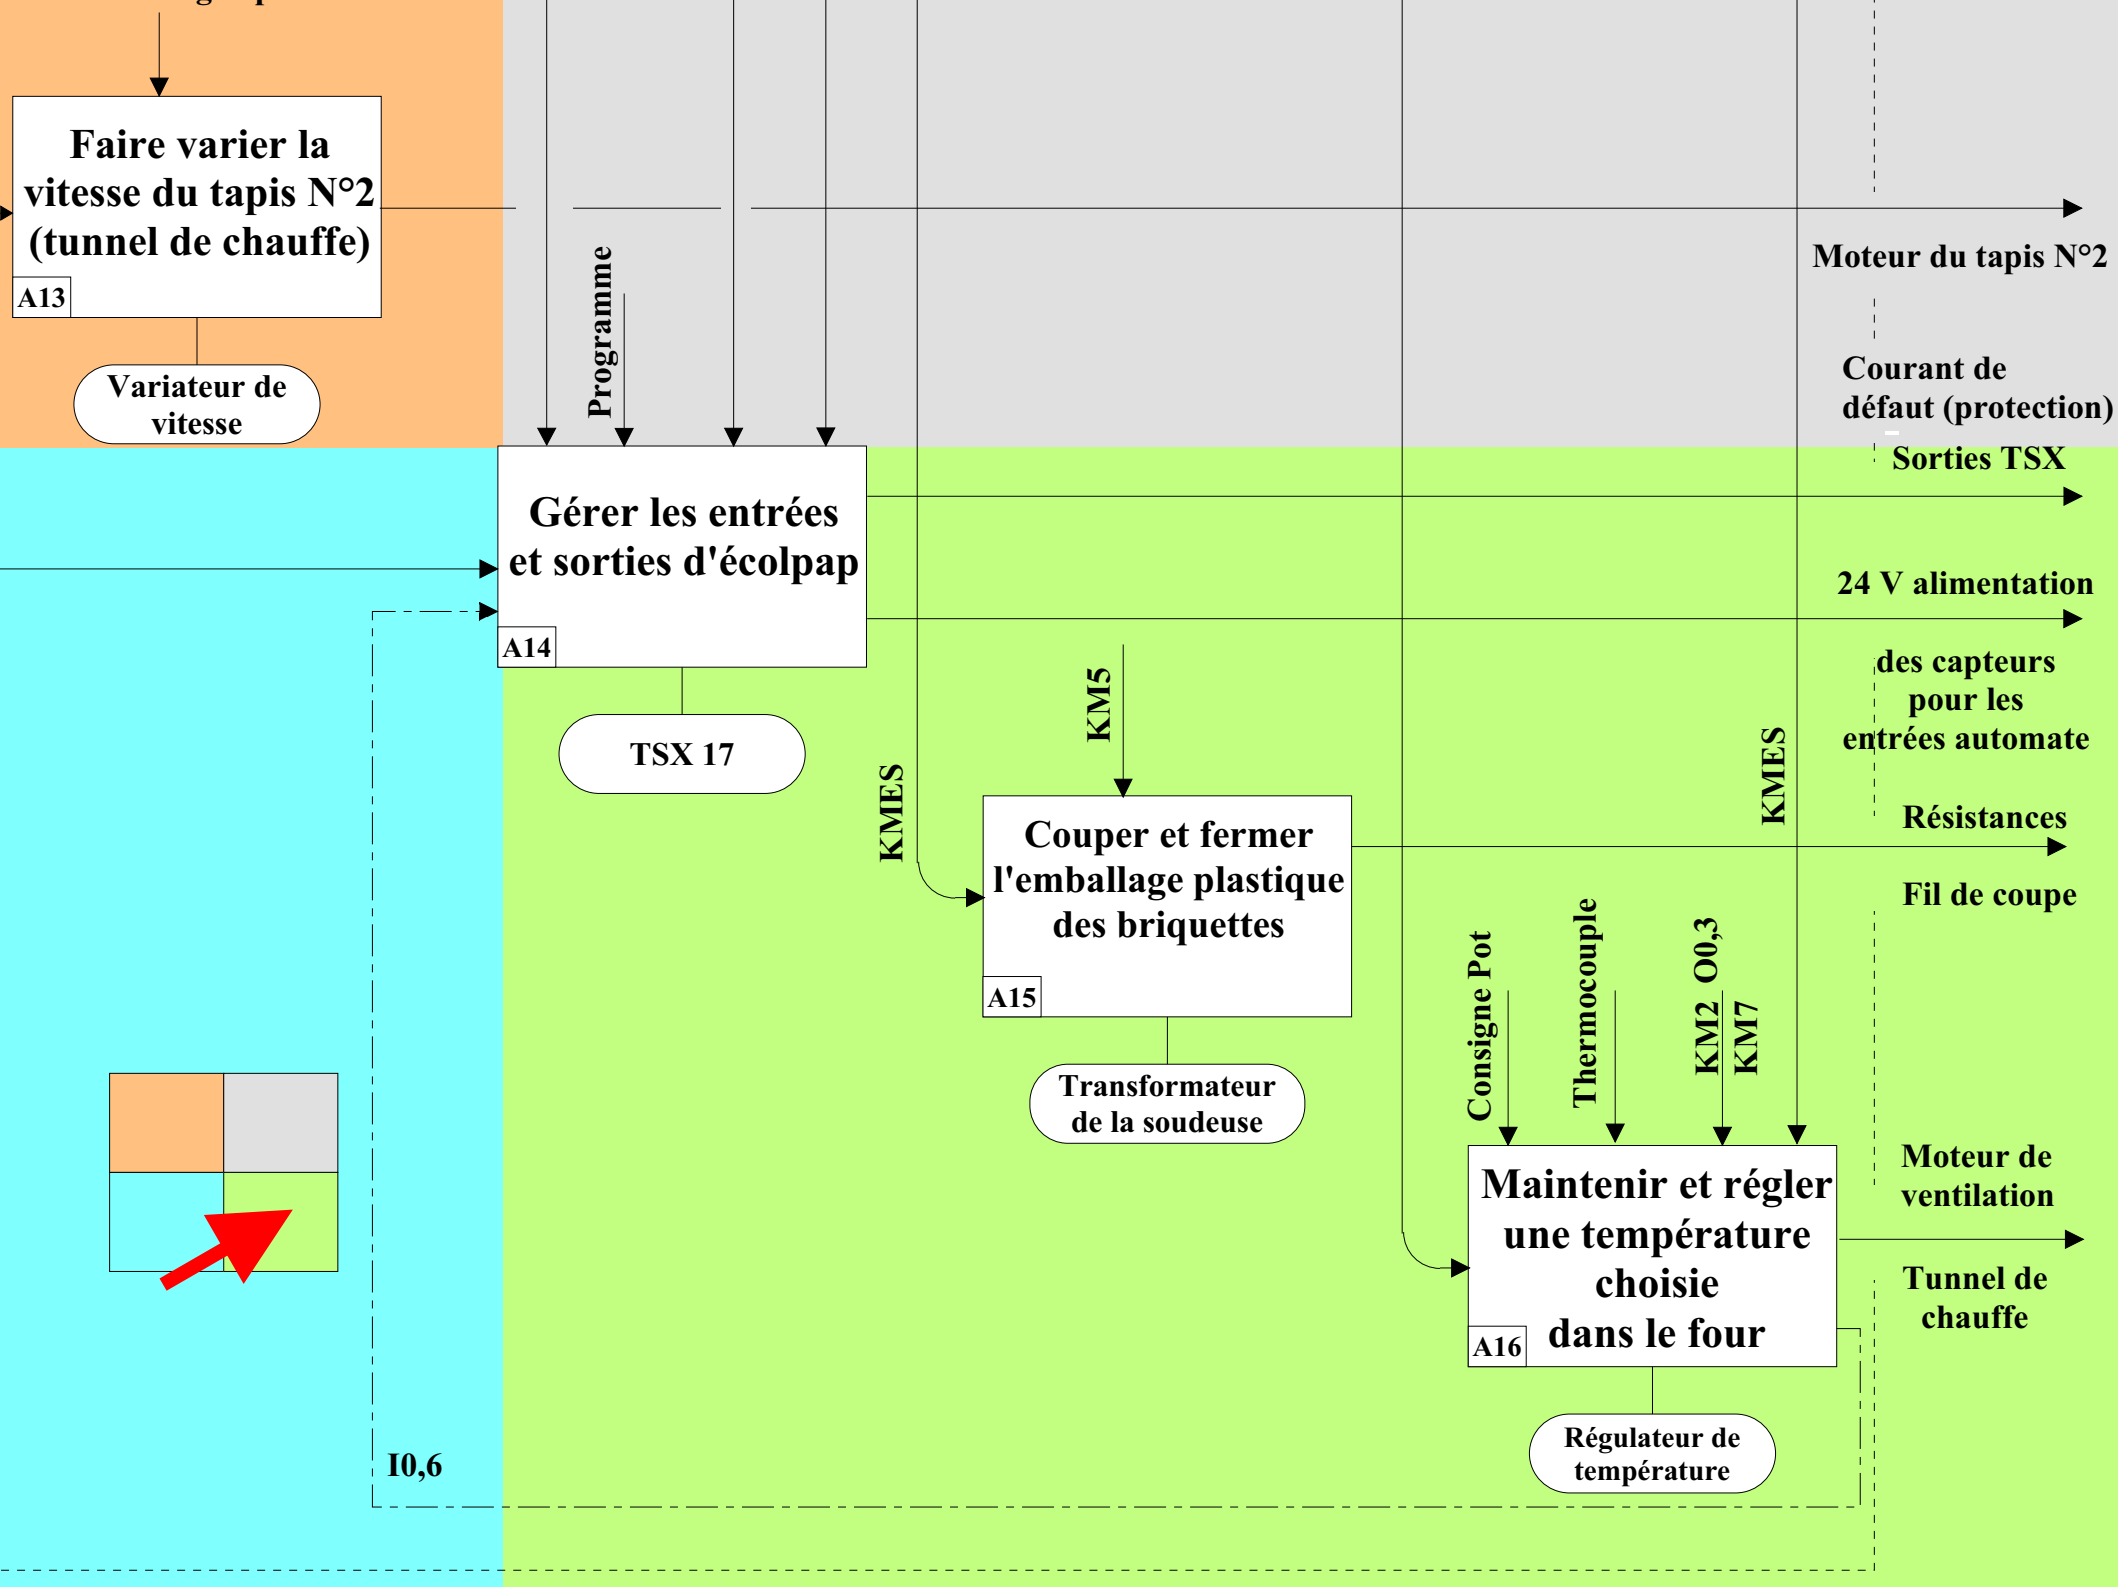 Faire varier la
vitesse du tapis N°2
(tunnel de chauffe)
A13
Variateur de
vitesse
Programme
Moteur du tapis N°2
Courant de
défaut (protection)
Sorties TSX
Gérer les entrées
et sorties d'écolpap
A14
TSX 17
24 V alimentation
des capteurs
pour les
entrées automate
KMES
KM5
Couper et fermer
l'emballage plastique
des briquettes
A15
Transformateur
de la soudeuse
KMES
Résistances
Fil de coupe
Consigne Pot
Thermocouple
KM2 O0,3
KM7
Maintenir et régler
une température
choisie
dans le four
A16
Régulateur de
température
Moteur de
ventilation
Tunnel de
chauffe
I0,6